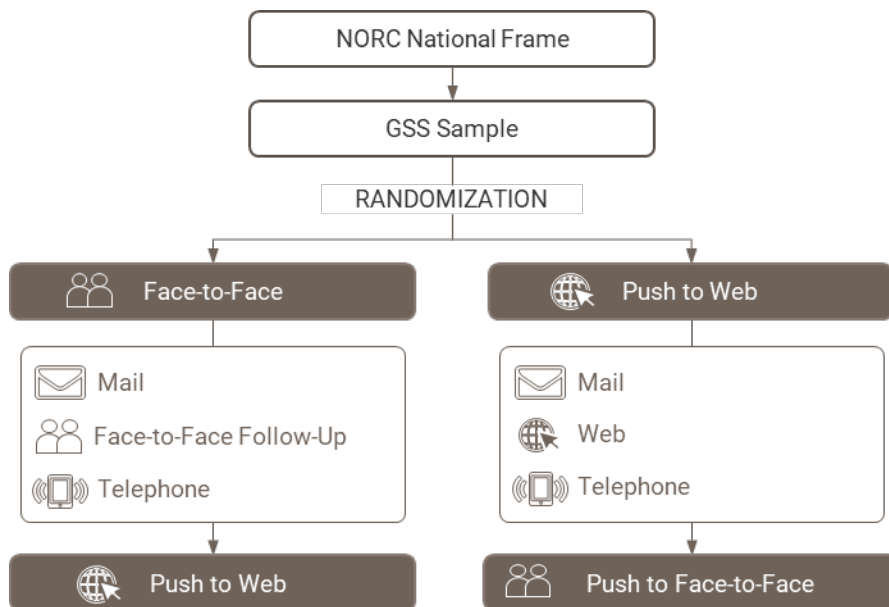 NORC National Frame
GSS Sample
RANDOMIZATION
Face-to-Face
Mail
Face-to-Face Follow-Up
Telephone
Push to Web
Push to Web
Mail
Web
Telephone
Push to Face-to-Face